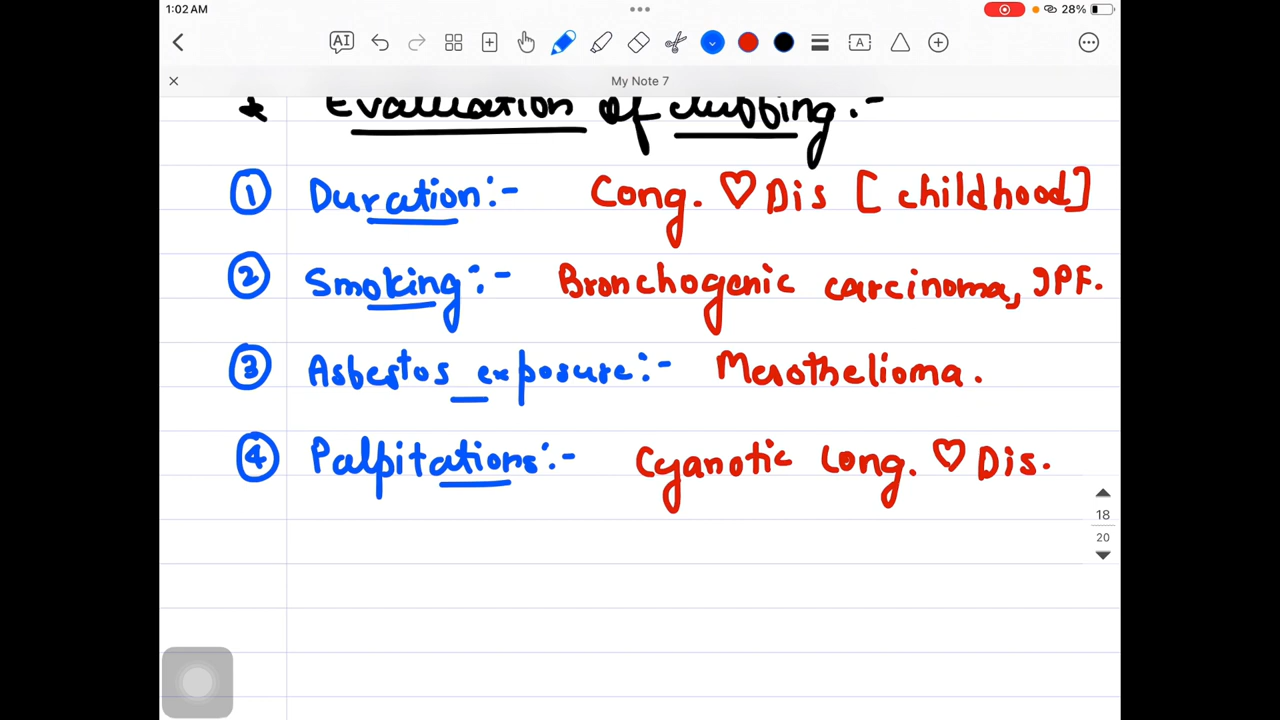 1:02 AM
28%
AI
A
My Note 7
* Evaluation of clubbing :-
① Duration :- Cong. ♡ Dis [childhood]
② Smoking :- Bronchogenic carcinoma, IPF.
③ Asbestos exposure :- Mesothelioma.
④ Palpitations :- Cyanotic Cong. ♡ Dis.
18
20